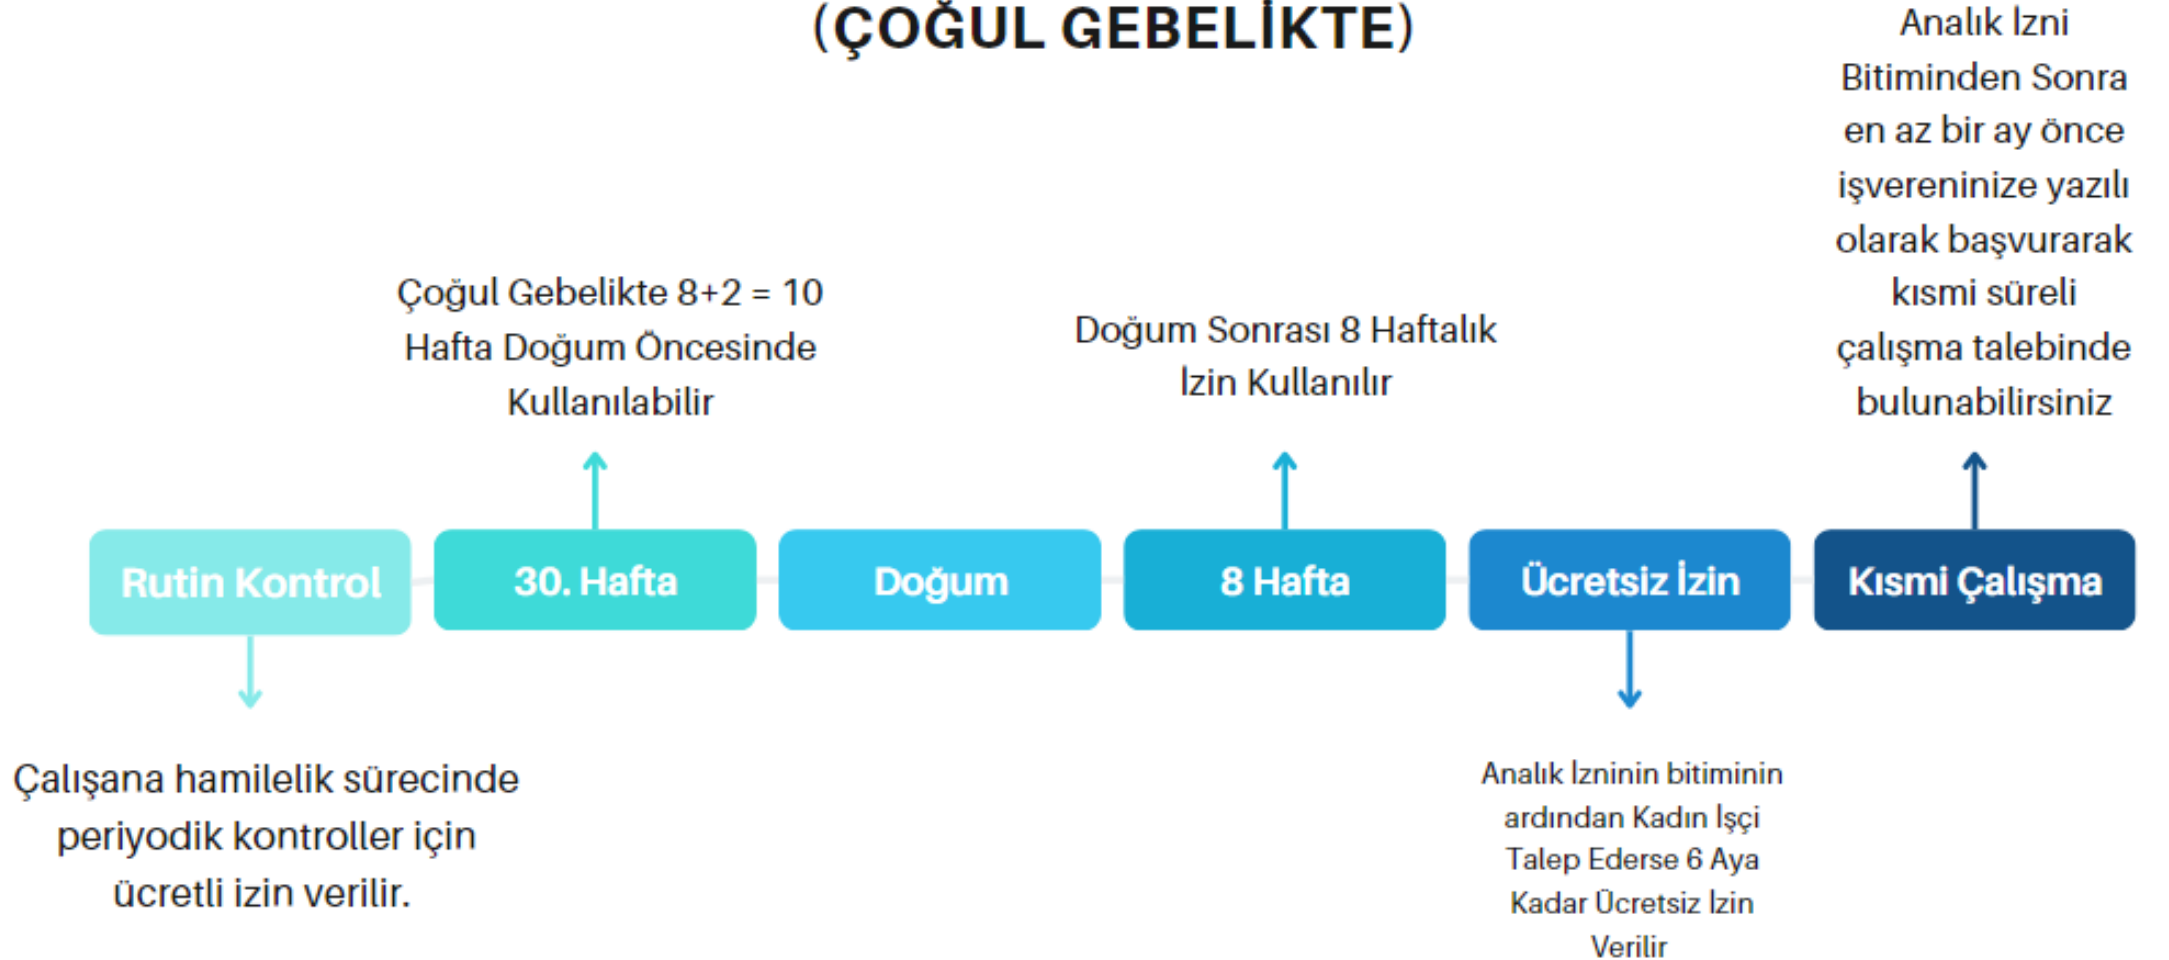 (ÇOĞUL GEBELİKTE)
Analık İzni
Bitiminden Sonra
en az bir ay önce
işvereninize yazılı
olarak başvurarak
kısmi süreli
çalışma talebinde
bulunabilirsiniz
Çoğul Gebelikte 8+2 = 10
Hafta Doğum Öncesinde
Kullanılabilir
Doğum Sonrası 8 Haftalık
İzin Kullanılır
Rutin Kontrol
30. Hafta
Doğum
8 Hafta
Ücretsiz İzin
Kısmi Çalışma
Çalışana hamilelik sürecinde
periyodik kontroller için
ücretli izin verilir.
Analık İzninin bitiminin
ardından Kadın İşçi
Talep Ederse 6 Aya
Kadar Ücretsiz İzin
Verilir